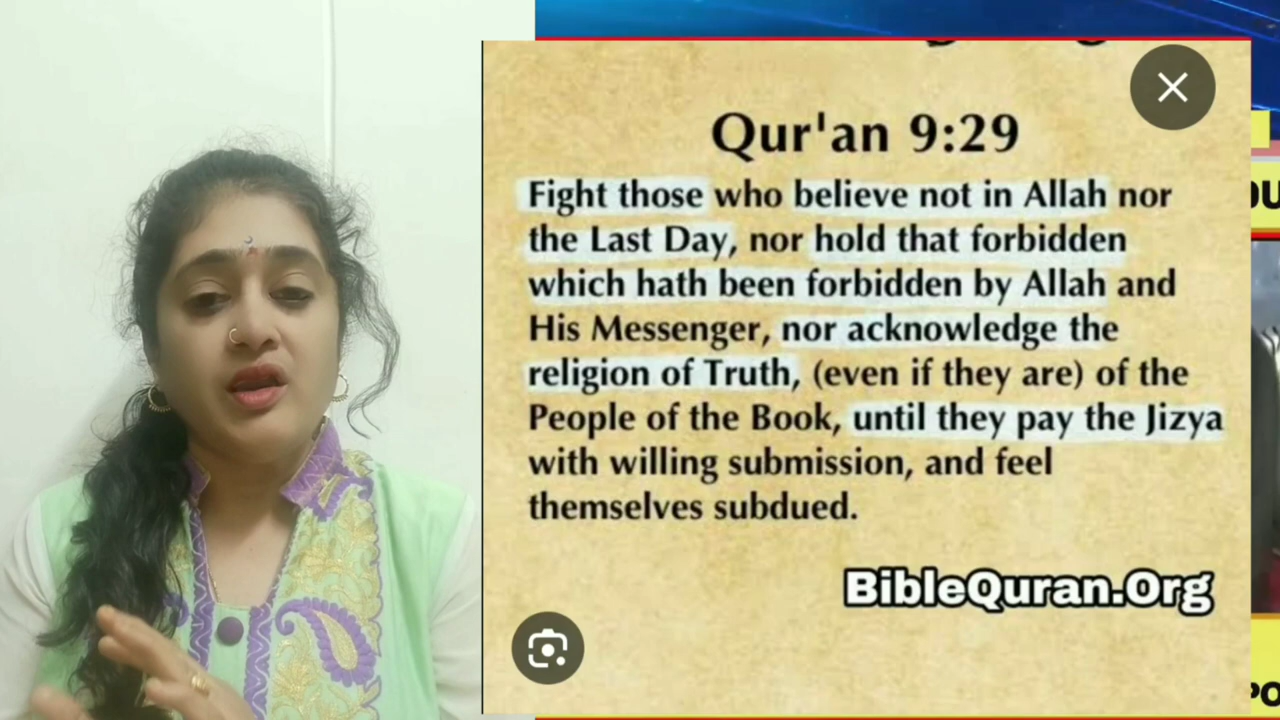 Qur'an 9:29
Fight those who believe not in Allah nor
the Last Day, nor hold that forbidden
which hath been forbidden by Allah and
His Messenger, nor acknowledge the
religion of Truth, (even if they are) of the
People of the Book, until they pay the Jizya
with willing submission, and feel
themselves subdued.
BibleQuran.Org